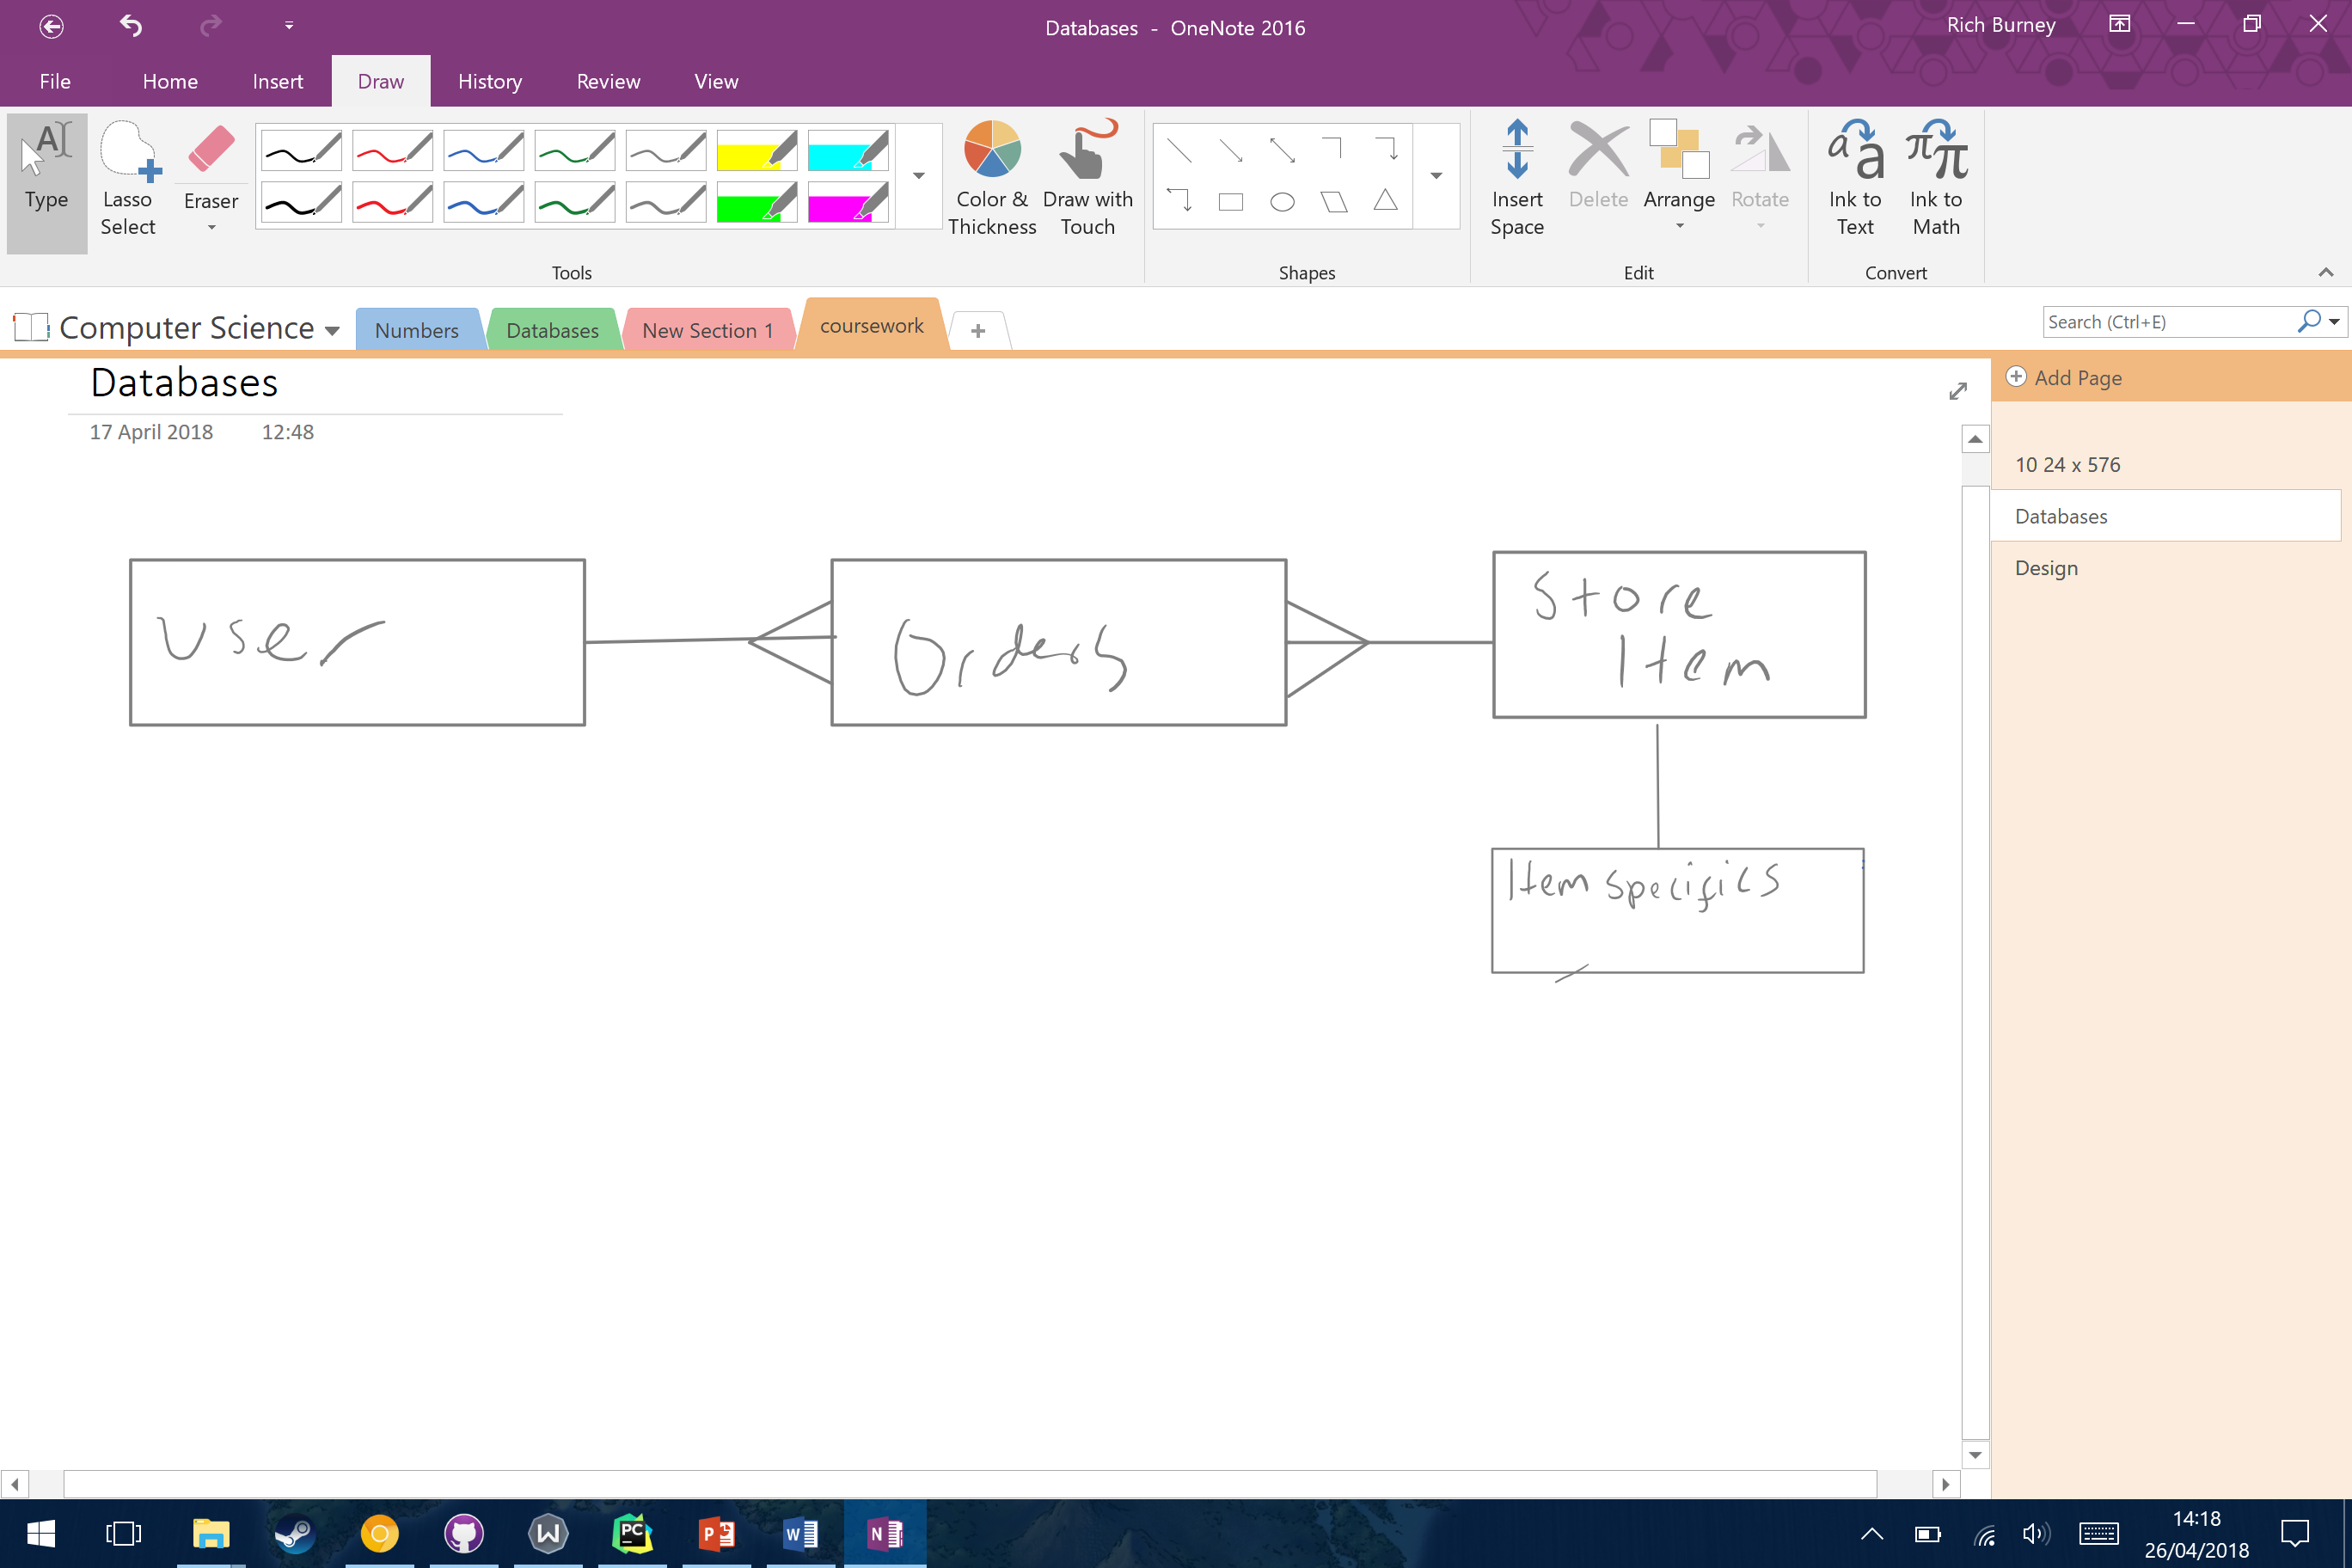 Databases - OneNote 2016
Rich Burney
File Home Insert Draw History Review View
Type
Lasso Select
Eraser
Color & Thickness
Draw with Touch
Insert Space
Delete
Arrange
Rotate
Ink to Text
Ink to Math
Tools
Shapes
Edit
Convert
Computer Science
Numbers
Databases
New Section 1
coursework
Search (Ctrl+E)
Databases
17 April 2018 12:48
Add Page
10 24 x 576
Databases
Design
User
Orders
Store
Item
Item specifics
14:18
26/04/2018